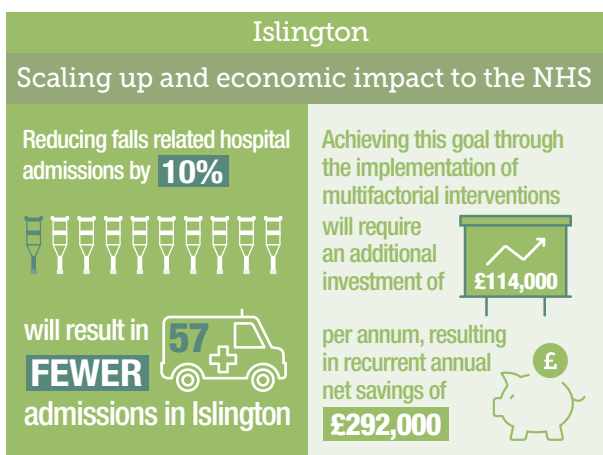 Islington
Scaling up and economic impact to the NHS
Reducing falls related hospital
admissions by 10%
will result in 57
FEWER
admissions in Islington
Achieving this goal through
the implementation of
multifactorial interventions
will require
an additional
investment of £114,000
per annum, resulting
in recurrent annual
net savings of
£
£292,000